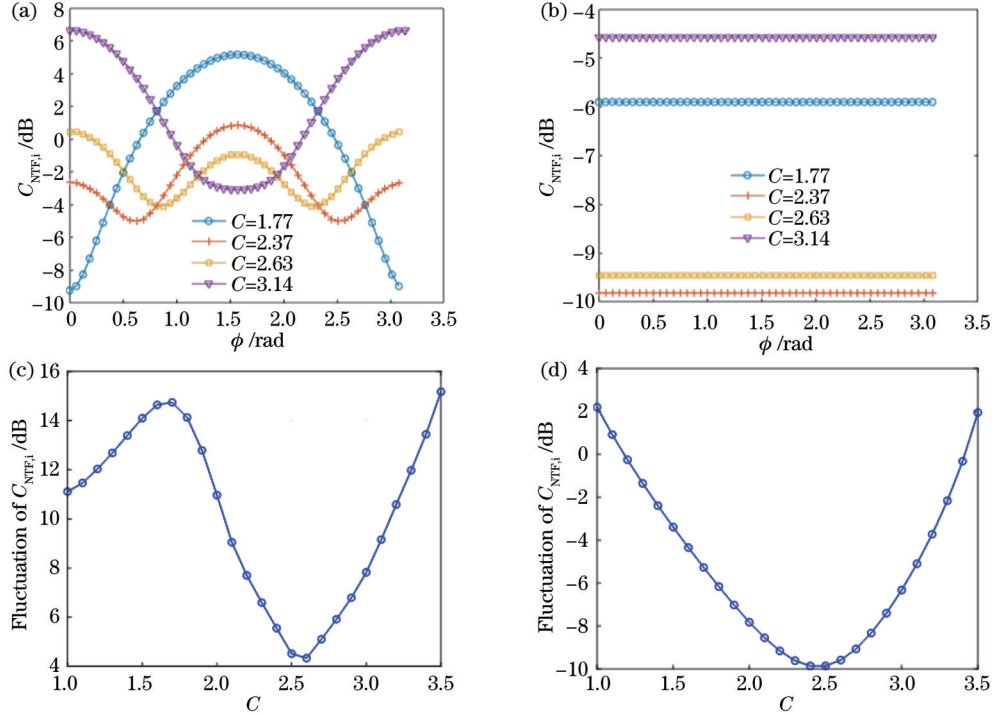 (a)
8
6
4
2
0
−2
−4
−6
−8
−10
C_NTF,i /dB
C=1.77
C=2.37
C=2.63
C=3.14
0 0.5 1.0 1.5 2.0 2.5 3.0 3.5
ϕ /rad
(b)
−4
−5
−6
−7
−8
−9
−10
C_NTF,i /dB
C=1.77
C=2.37
C=2.63
C=3.14
0 0.5 1.0 1.5 2.0 2.5 3.0 3.5
ϕ /rad
(c)
16
14
12
10
8
6
4
Fluctuation of C_NTF,i /dB
1.0 1.5 2.0 2.5 3.0 3.5
C
(d)
4
2
0
−2
−4
−6
−8
−10
Fluctuation of C_NTF,i /dB
1.0 1.5 2.0 2.5 3.0 3.5
C